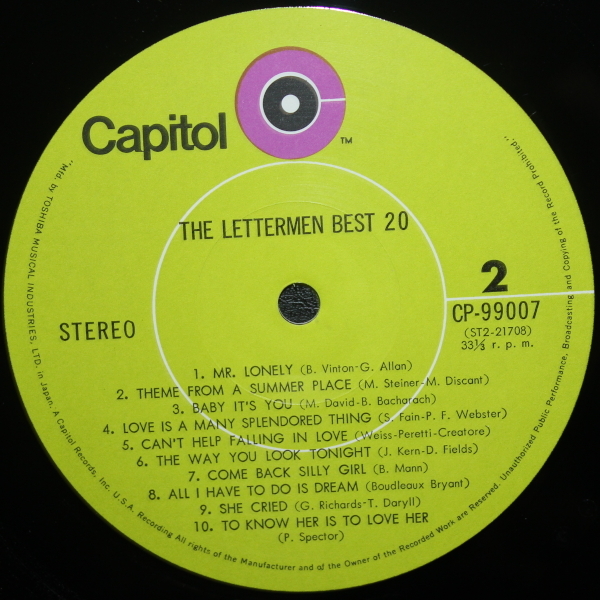 Capitol
TM
THE LETTERMEN BEST 20
STEREO
2
CP-99007
(ST2-21708)
33⅓ r. p. m.
1. MR. LONELY (B. Vinton-G. Allan)
2. THEME FROM A SUMMER PLACE (M. Steiner-M. Discant)
3. BABY IT'S YOU (M. David-B. Bacharach)
4. LOVE IS A MANY SPLENDORED THING (S. Fain-P. F. Webster)
5. CAN'T HELP FALLING IN LOVE (Weiss-Peretti-Creatore)
6. THE WAY YOU LOOK TONIGHT (J. Kern-D. Fields)
7. COME BACK SILLY GIRL (B. Mann)
8. ALL I HAVE TO DO IS DREAM (Boudleaux Bryant)
9. SHE CRIED (G. Richards-T. Daryll)
10. TO KNOW HER IS TO LOVE HER
(P. Spector)
"Mfd. by TOSHIBA MUSICAL INDUSTRIES, LTD. in Japan. A Capitol Records, Inc. U. S. A. Recording All rights of the Manufacturer and of the Owner of the Recorded Work are Reserved. Unauthorized Public Performance, Broadcasting and Copying of the Record Prohibited."